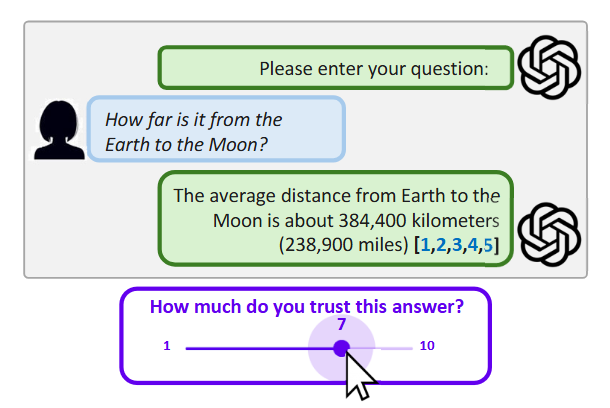 Please enter your question:
How far is it from the
Earth to the Moon?
The average distance from Earth to the
Moon is about 384,400 kilometers
(238,900 miles) [1,2,3,4,5]
How much do you trust this answer?
7
1
10